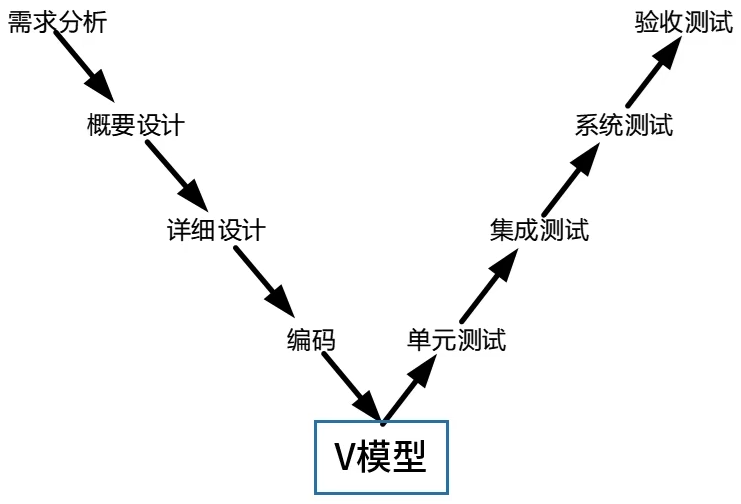 需求分析
验收测试
概要设计
系统测试
详细设计
集成测试
编码
单元测试
V模型